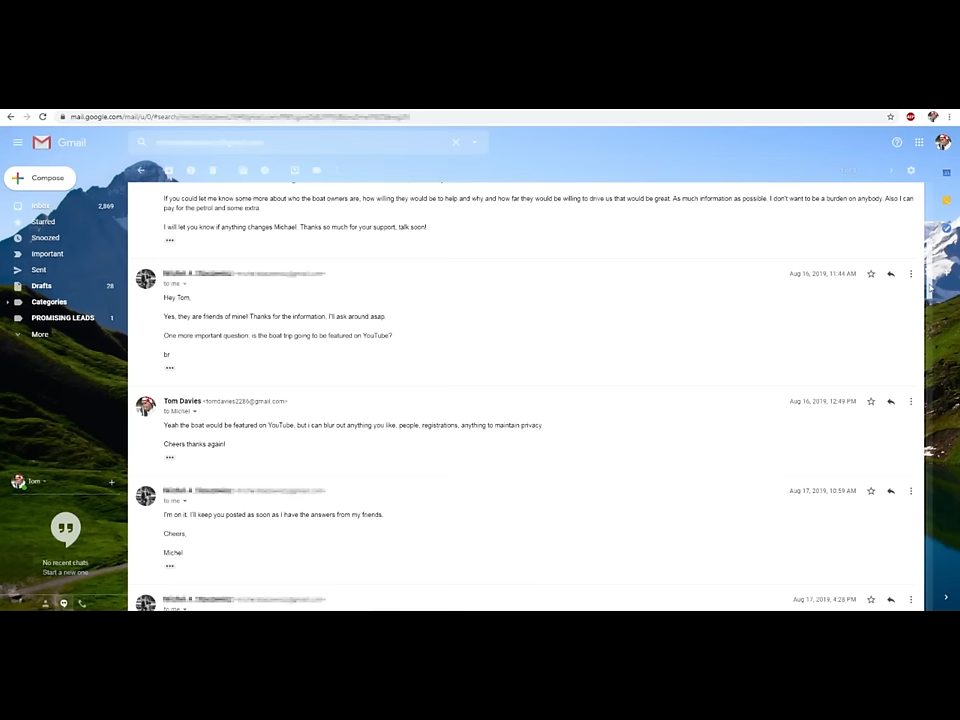 mail.google.com/mail/u/0/#search/
Gmail
Compose
Inbox 2,869
Starred
Snoozed
Important
Sent
Drafts 28
Categories
PROMISING LEADS 1
More
If you could let me know some more about who the boat owners are, how willing they would be to help and why and how far they would be willing to drive us that would be great. As much information as possible. I don't want to be a burden on anybody. Also I can
pay for the petrol and some extra
I will let you know if anything changes Michael. Thanks so much for your support, talk soon!
Aug 16, 2019, 11:44 AM
to me
Hey Tom,
Yes, they are friends of mine! Thanks for the information, I'll ask around asap.
One more important question: is the boat trip going to be featured on YouTube?
br
Tom Davies <tomdavies2286@gmail.com> Aug 16, 2019, 12:49 PM
to Michel
Yeah the boat would be featured on YouTube, but i can blur out anything you like, people, registrations, anything to maintain privacy
Cheers thanks again!
Aug 17, 2019, 10:59 AM
to me
I'm on it. I'll keep you posted as soon as I have the answers from my friends.
Cheers,
Michel
Aug 17, 2019, 4:23 PM
to me
Tom
No recent chats
Start a new one